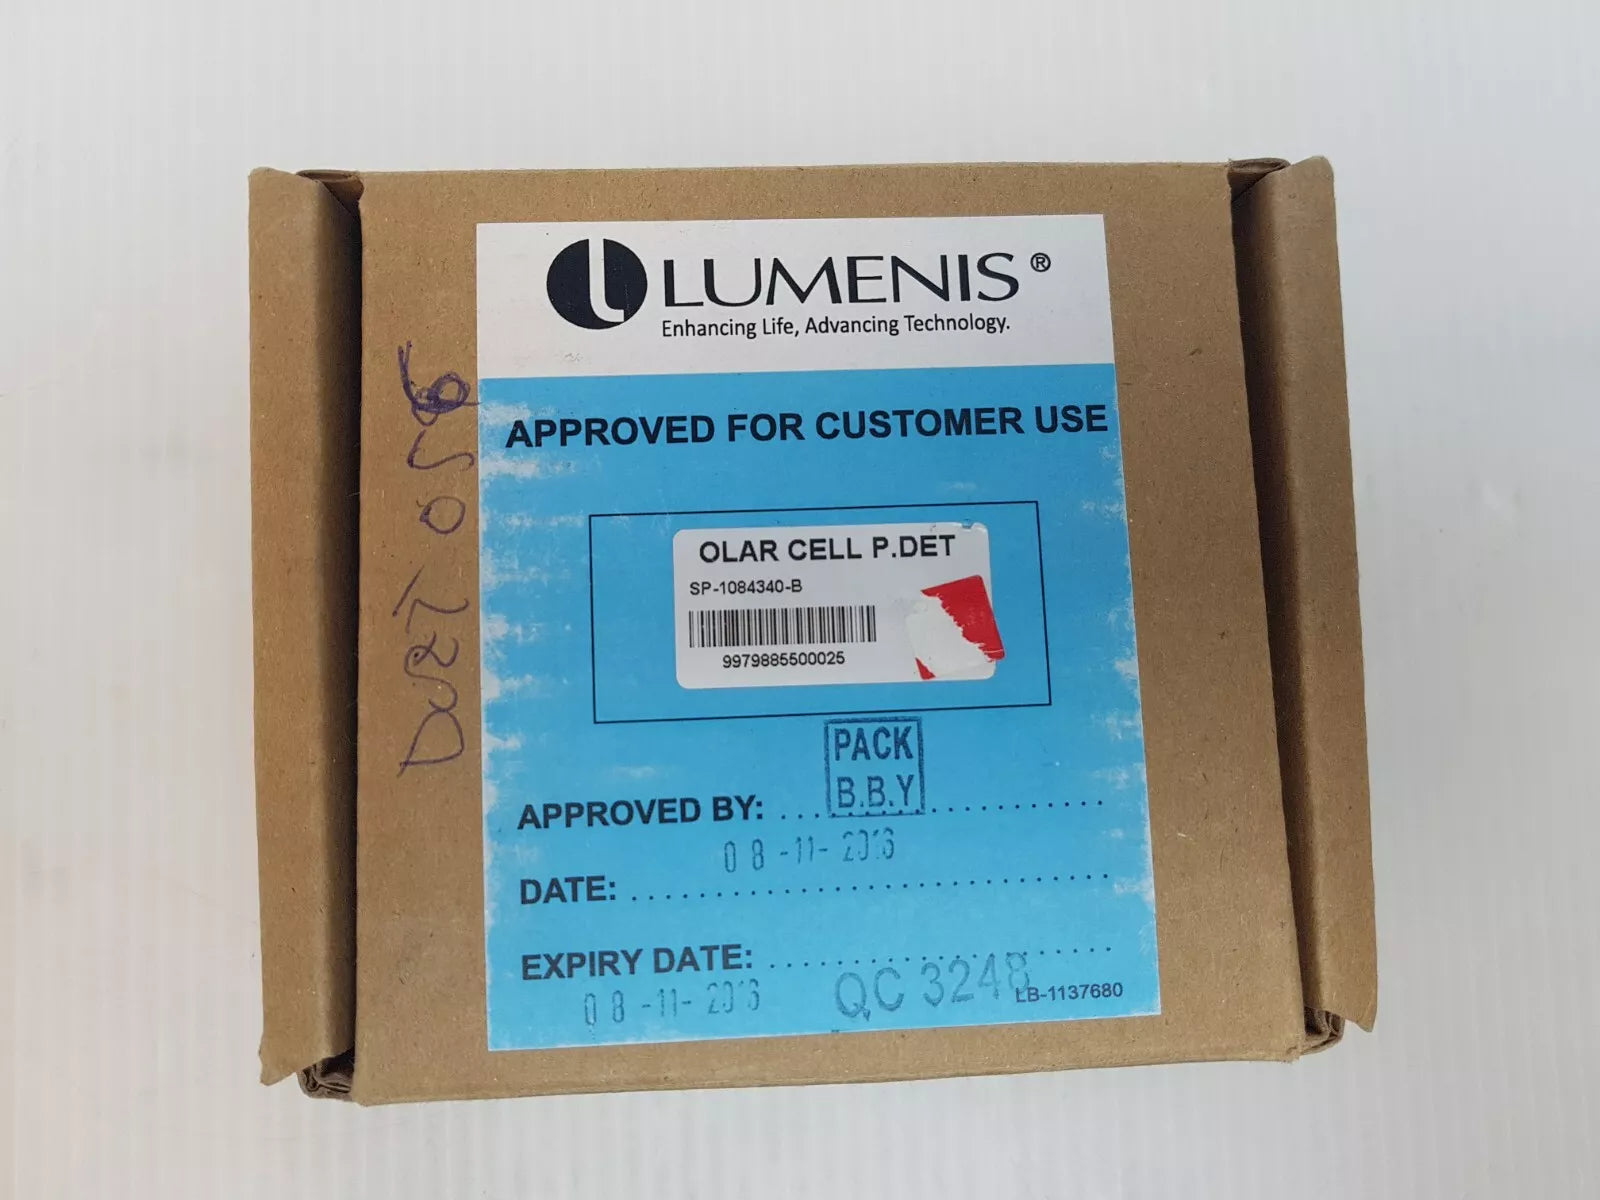 LUMENIS®
Enhancing Life, Advancing Technology.
APPROVED FOR CUSTOMER USE
OLAR CELL P.DET
SP-1084340-B
9979885500025
PACK
B.B.Y
APPROVED BY:
08-11-2016
DATE:
EXPIRY DATE:
08-11-2016
QC 3248
LB-1137680